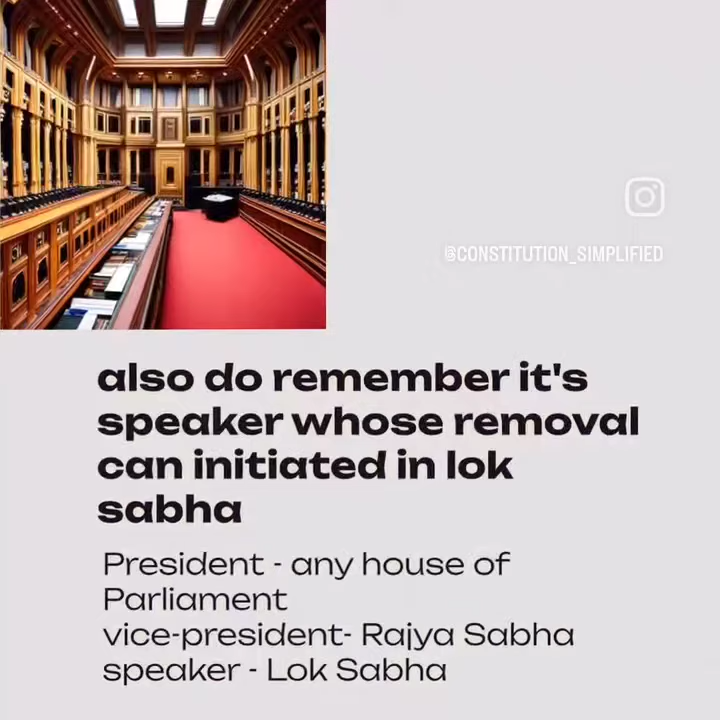 @CONSTITUTION_SIMPLIFIED
also do remember it's
speaker whose removal
can initiated in lok
sabha
President - any house of
Parliament
vice-president- Rajya Sabha
speaker - Lok Sabha